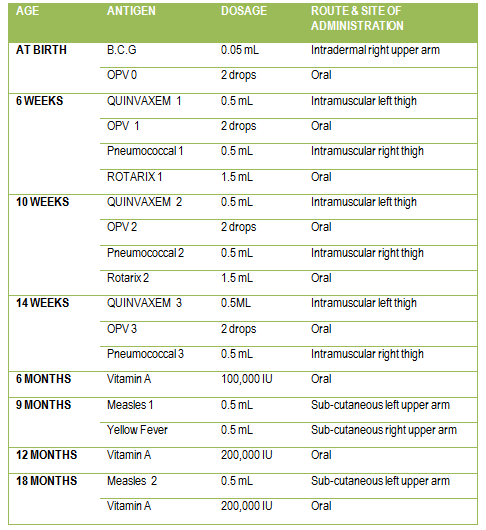 AGE ANTIGEN DOSAGE ROUTE & SITE OF
ADMINISTRATION
AT BIRTH B.C.G 0.05 mL Intradermal right upper arm
OPV 0 2 drops Oral
6 WEEKS QUINVAXEM 1 0.5 mL Intramuscular left thigh
OPV 1 2 drops Oral
Pneumococcal 1 0.5 mL Intramuscular right thigh
ROTARIX 1 1.5 mL Oral
10 WEEKS QUINVAXEM 2 0.5 mL Intramuscular left thigh
OPV 2 2 drops Oral
Pneumococcal 2 0.5 mL Intramuscular right thigh
Rotarix 2 1.5 mL Oral
14 WEEKS QUINVAXEM 3 0.5ML Intramuscular left thigh
OPV 3 2 drops Oral
Pneumococcal 3 0.5 mL Intramuscular right thigh
6 MONTHS Vitamin A 100,000 IU Oral
9 MONTHS Measles 1 0.5 mL Sub-cutaneous left upper arm
Yellow Fever 0.5 mL Sub-cutaneous right upper arm
12 MONTHS Vitamin A 200,000 IU Oral
18 MONTHS Measles 2 0.5 mL Sub-cutaneous left upper arm
Vitamin A 200,000 IU Oral